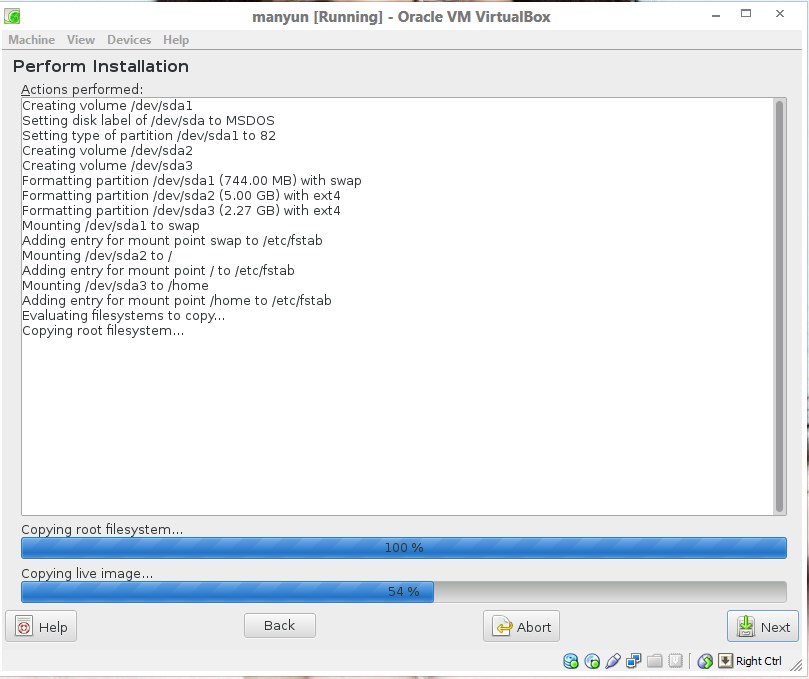 manyun [Running] - Oracle VM VirtualBox
Machine View Devices Help
Perform Installation
Actions performed:
Creating volume /dev/sda1
Setting disk label of /dev/sda to MSDOS
Setting type of partition /dev/sda1 to 82
Creating volume /dev/sda2
Creating volume /dev/sda3
Formatting partition /dev/sda1 (744.00 MB) with swap
Formatting partition /dev/sda2 (5.00 GB) with ext4
Formatting partition /dev/sda3 (2.27 GB) with ext4
Mounting /dev/sda1 to swap
Adding entry for mount point swap to /etc/fstab
Mounting /dev/sda2 to /
Adding entry for mount point / to /etc/fstab
Mounting /dev/sda3 to /home
Adding entry for mount point /home to /etc/fstab
Evaluating filesystems to copy...
Copying root filesystem...
Copying root filesystem...
100 %
Copying live image...
54 %
Help Back Abort Next
Right Ctrl